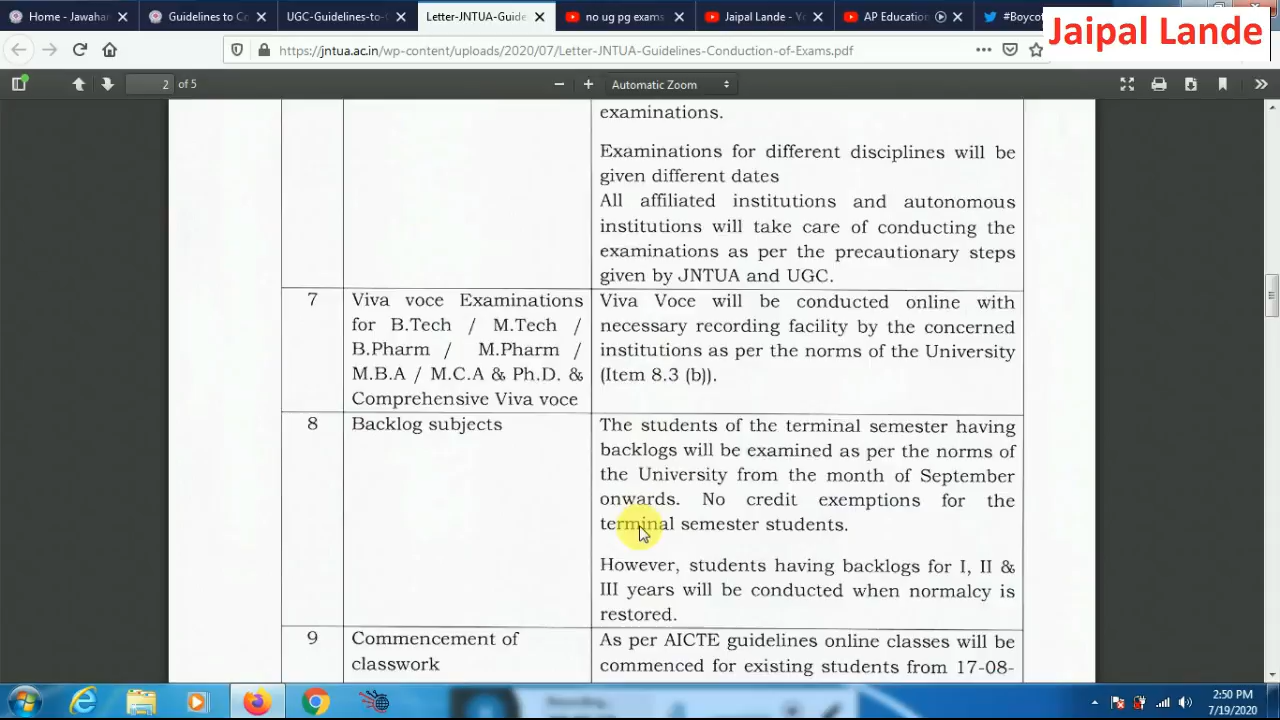 Home - Jawahar
Guidelines to Co
UGC-Guidelines-to-
Letter-JNTUA-Guide
no ug pg exams
Jaipal Lande - Yo
AP Education
#Boycot
Jaipal Lande
https://jntua.ac.in/wp-content/uploads/2020/07/Letter-JNTUA-Guidelines-Conduction-of-Exams.pdf
2 of 5
Automatic Zoom
examinations.
Examinations for different disciplines will be
given different dates
All affiliated institutions and autonomous
institutions will take care of conducting the
examinations as per the precautionary steps
given by JNTUA and UGC.
7
Viva voce Examinations
for B.Tech / M.Tech /
B.Pharm / M.Pharm /
M.B.A / M.C.A & Ph.D. &
Comprehensive Viva voce
Viva Voce will be conducted online with
necessary recording facility by the concerned
institutions as per the norms of the University
(Item 8.3 (b)).
8
Backlog subjects
The students of the terminal semester having
backlogs will be examined as per the norms of
the University from the month of September
onwards. No credit exemptions for the
terminal semester students.
However, students having backlogs for I, II &
III years will be conducted when normalcy is
restored.
9
Commencement of
classwork
As per AICTE guidelines online classes will be
commenced for existing students from 17-08-
2:50 PM
7/19/2020